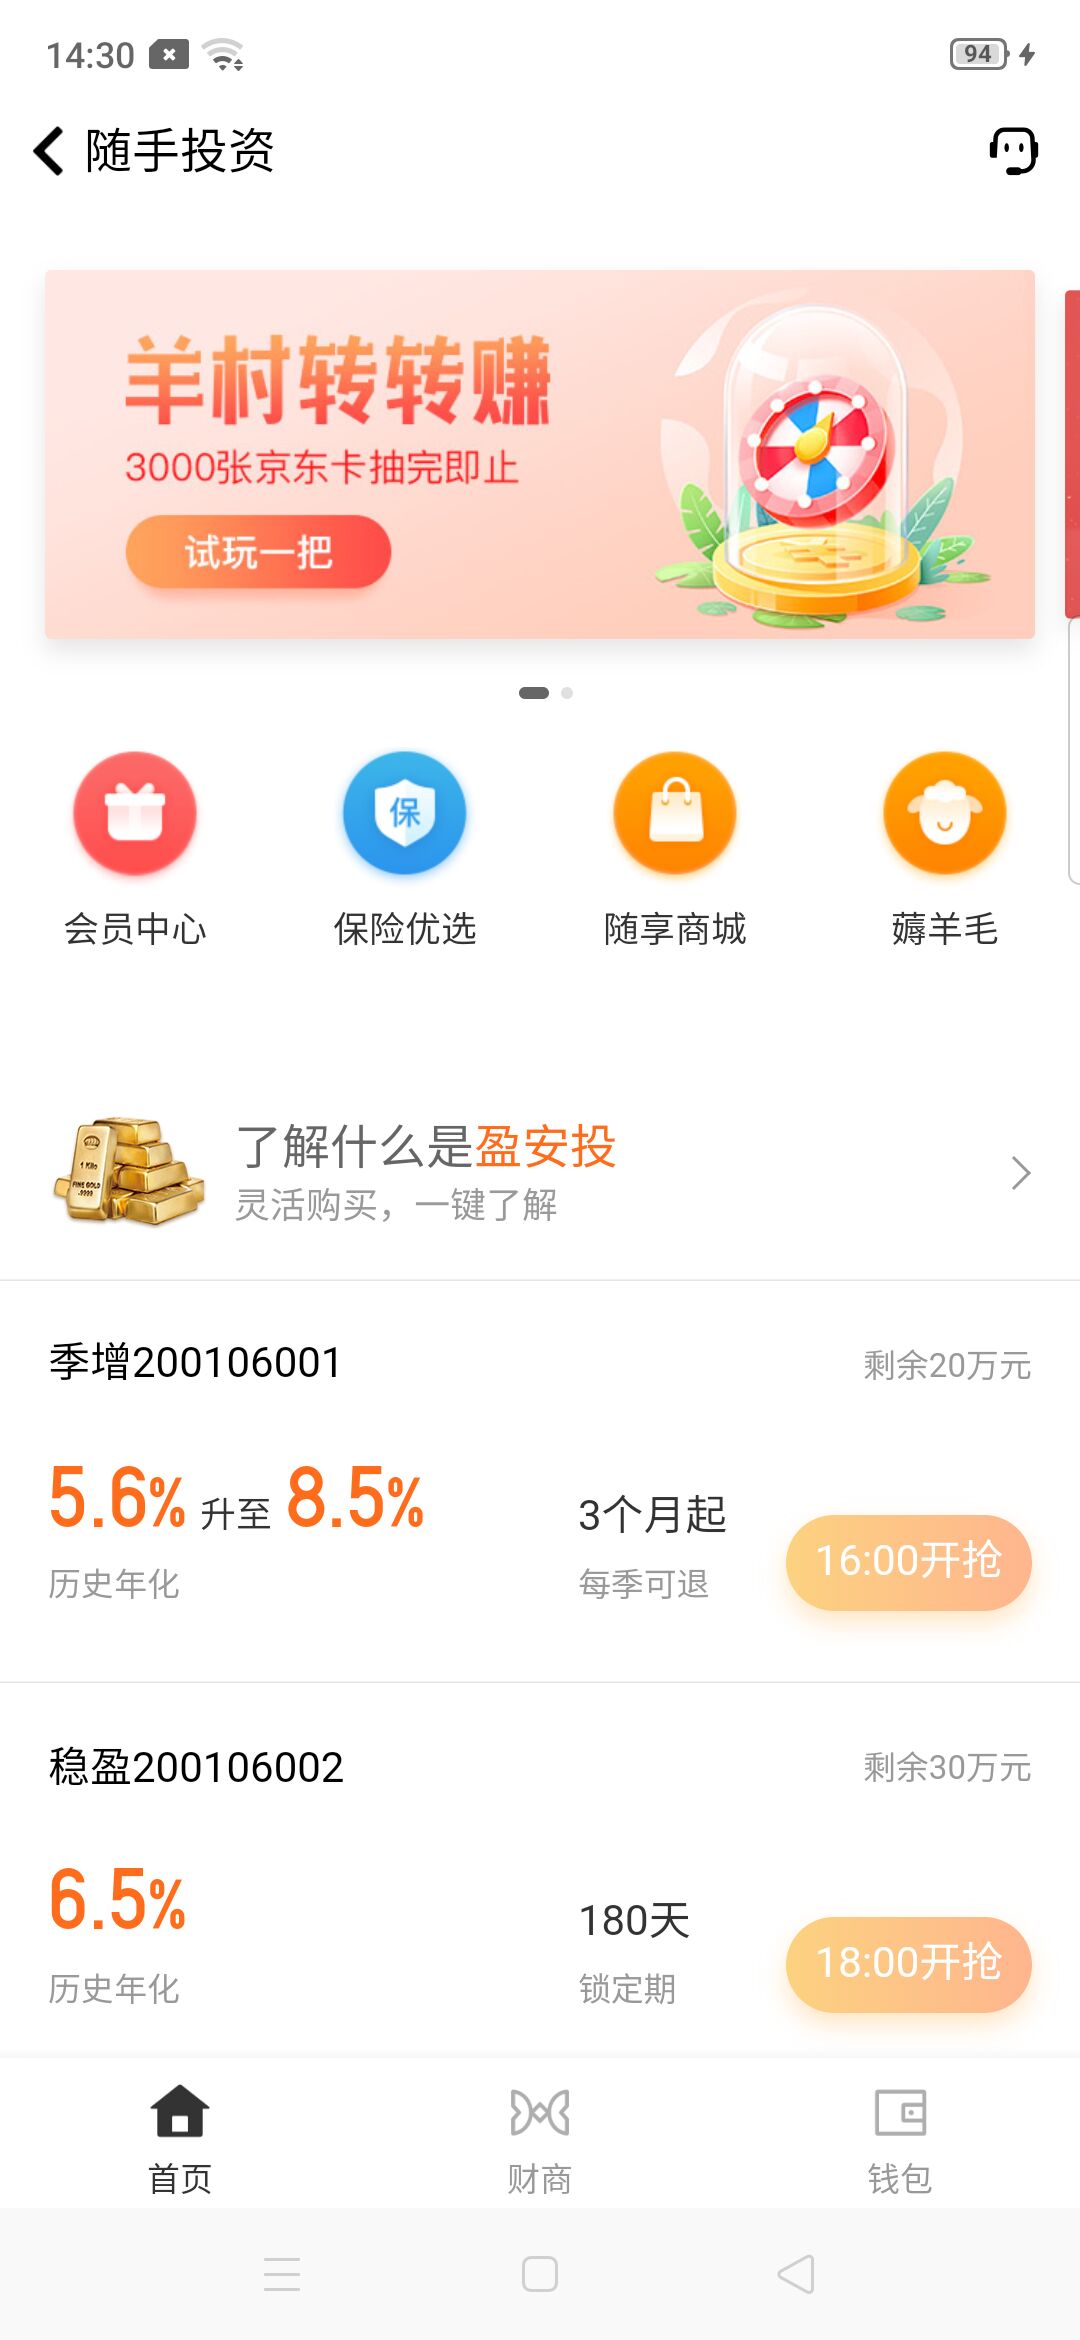 14:30
94
随手投资
羊村转转赚
3000张京东卡抽完即止
试玩一把
保
会员中心
保险优选
随享商城
薅羊毛
1 Kilo
FINE GOLD
.9999
了解什么是盈安投
灵活购买，一键了解
季增200106001
剩余20万元
5.6% 升至 8.5%
3个月起
16:00开抢
历史年化
每季可退
稳盈200106002
剩余30万元
6.5%
180天
18:00开抢
历史年化
锁定期
首页
财商
钱包